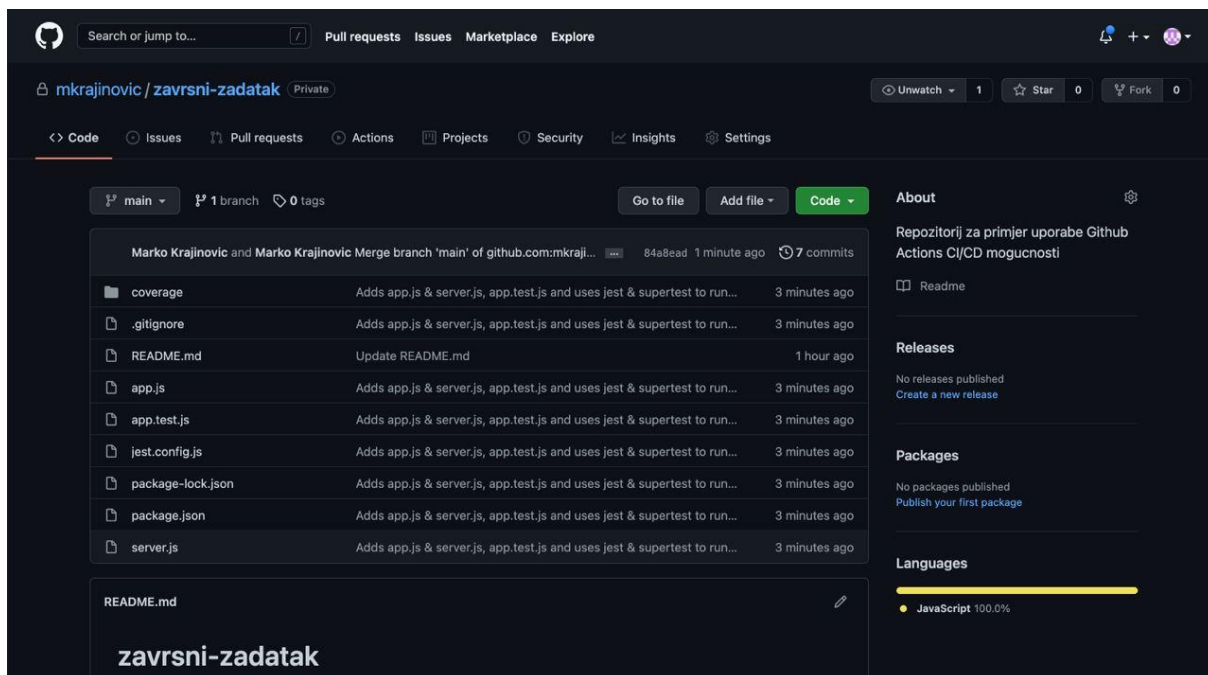 Search or jump to... / Pull requests Issues Marketplace Explore
mkrajinovic / zavrsni-zadatak Private Unwatch 1 Star 0 Fork 0
<> Code Issues Pull requests Actions Projects Security Insights Settings
main 1 branch 0 tags Go to file Add file Code
Marko Krajinovic and Marko Krajinovic Merge branch 'main' of github.com:mkraji... ... 84a8ead 1 minute ago 7 commits
coverage Adds app.js & server.js, app.test.js and uses jest & supertest to run... 3 minutes ago
.gitignore Adds app.js & server.js, app.test.js and uses jest & supertest to run... 3 minutes ago
README.md Update README.md 1 hour ago
app.js Adds app.js & server.js, app.test.js and uses jest & supertest to run... 3 minutes ago
app.test.js Adds app.js & server.js, app.test.js and uses jest & supertest to run... 3 minutes ago
jest.config.js Adds app.js & server.js, app.test.js and uses jest & supertest to run... 3 minutes ago
package-lock.json Adds app.js & server.js, app.test.js and uses jest & supertest to run... 3 minutes ago
package.json Adds app.js & server.js, app.test.js and uses jest & supertest to run... 3 minutes ago
server.js Adds app.js & server.js, app.test.js and uses jest & supertest to run... 3 minutes ago
README.md
zavrsni-zadatak
About
Repozitorij za primjer uporabe Github
Actions CI/CD mogucnosti
Readme
Releases
No releases published
Create a new release
Packages
No packages published
Publish your first package
Languages
JavaScript 100.0%